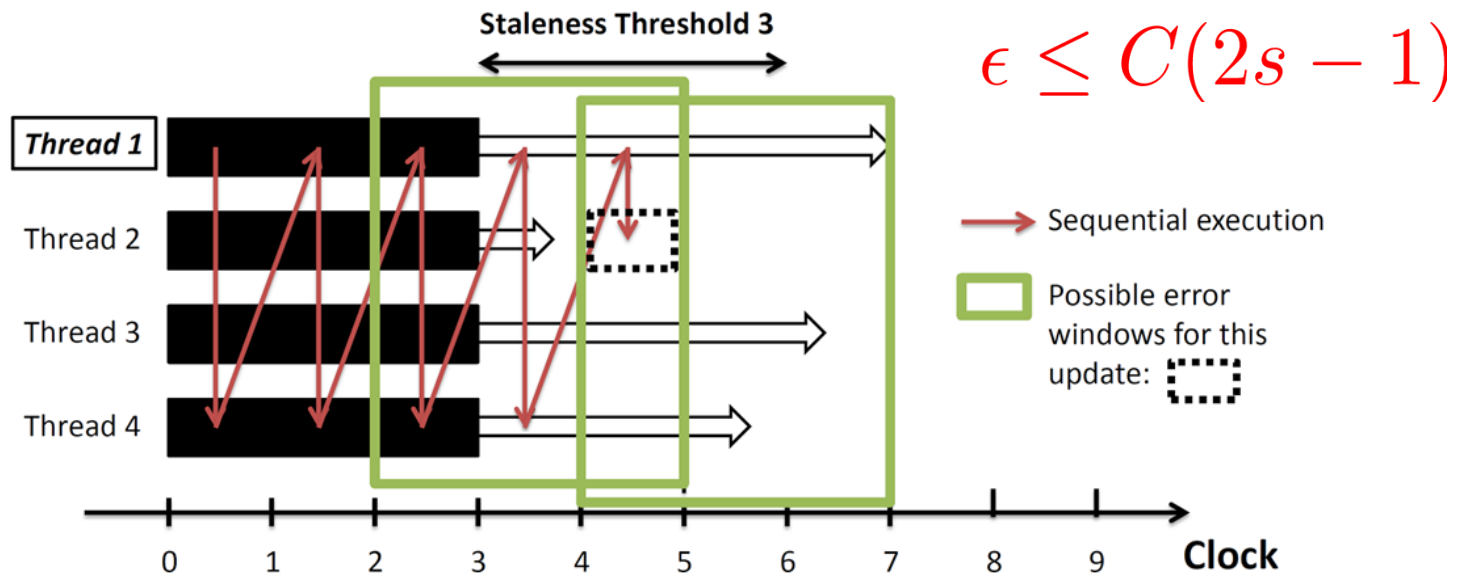 Staleness Threshold 3
ϵ ≤ C(2s − 1)
Thread 1
Thread 2
Thread 3
Thread 4
Sequential execution
Possible error
windows for this
update:
0 1 2 3 4 5 6 7 8 9 Clock